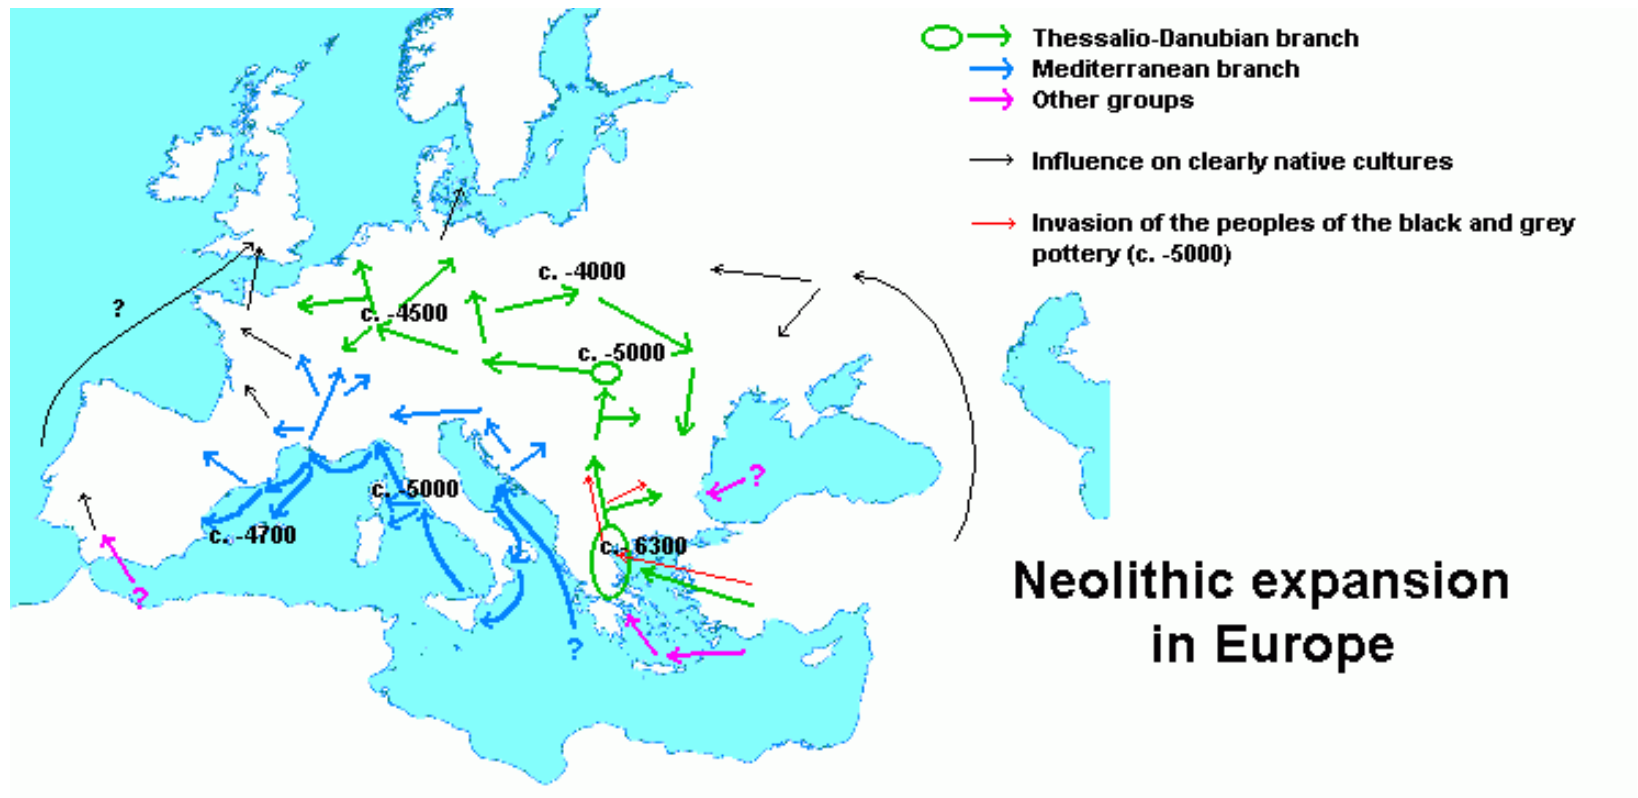 Thessalio-Danubian branch
Mediterranean branch
Other groups
Influence on clearly native cultures
Invasion of the peoples of the black and grey
pottery (c. -5000)
c. -4000
?
c. -4500
c. -5000
?
c. -5000
c. -4700
c. - 6300
?
?
Neolithic expansion
in Europe